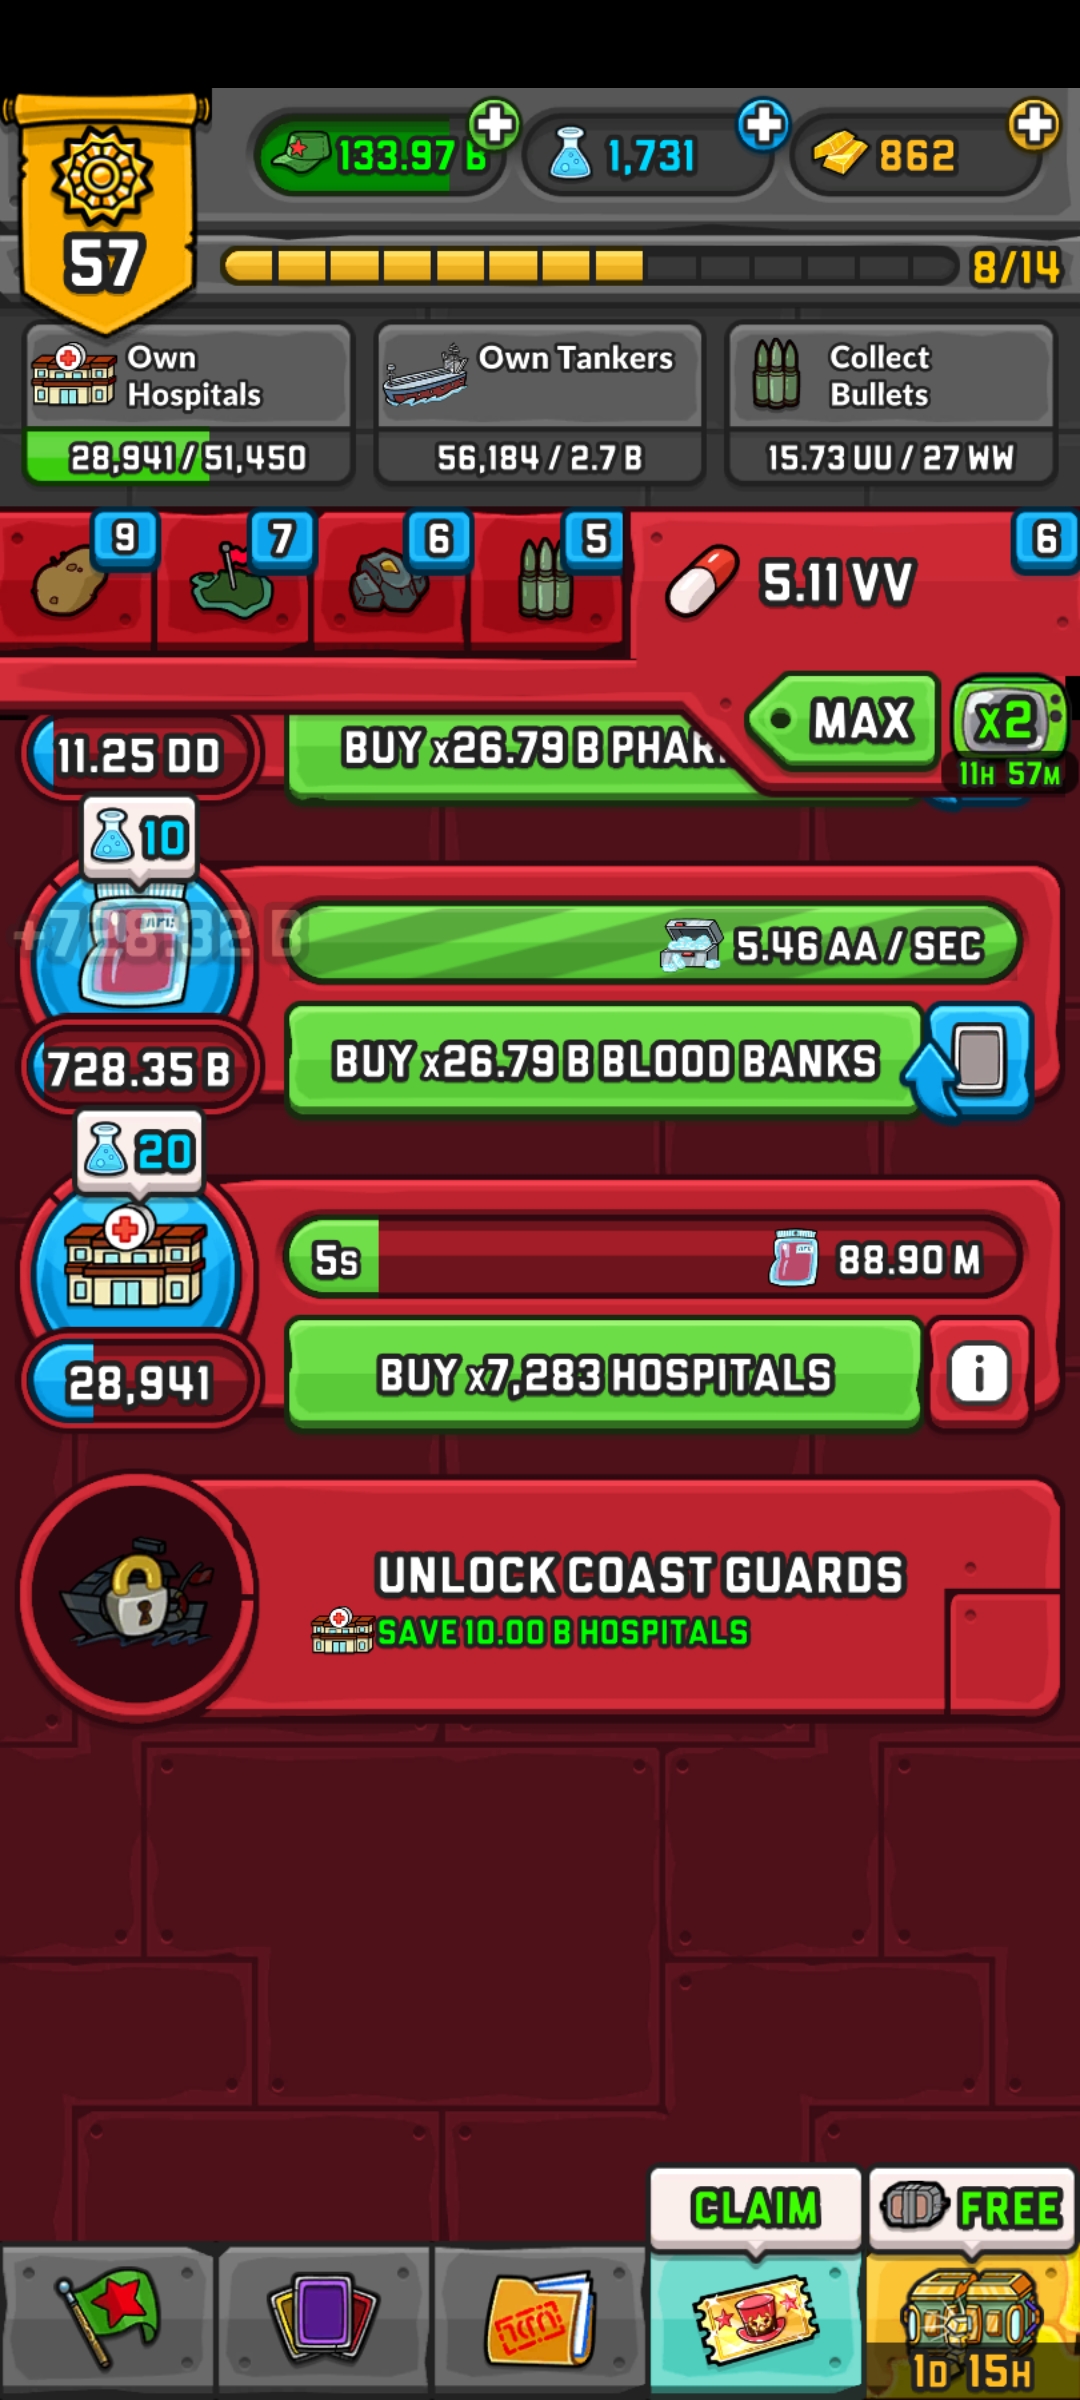 133.97 B
1,731
862
57
8/14
Own
Hospitals
28,941 / 51,450
Own Tankers
56,184 / 2.7 B
Collect
Bullets
15.73 UU / 27 WW
9
7
6
5
5.11 VV
6
MAX
x2
11H 57M
11.25 DD
BUY x26.79 B PHAR
10
+728.32 B
5.46 AA / SEC
728.35 B
BUY x26.79 B BLOOD BANKS
20
5s
88.90 M
28,941
BUY x7,283 HOSPITALS
i
UNLOCK COAST GUARDS
SAVE 10.00 B HOSPITALS
CLAIM
FREE
1D 15H